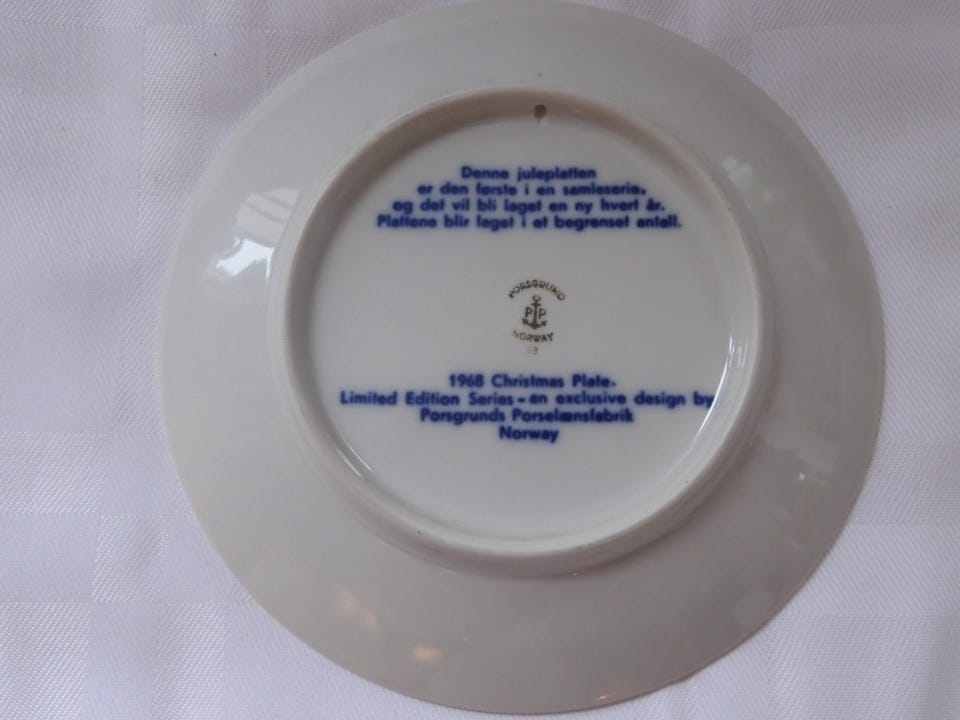 Denne juleplatten
er den første i en samleserie,
og det vil bli laget en ny hvert år.
Plattene blir laget i et begrenset antall.
PORSGRUND
PP
NORWAY
68
1968 Christmas Plate.
Limited Edition Series - an exclusive design by
Porsgrunds Porselænsfabrik
Norway